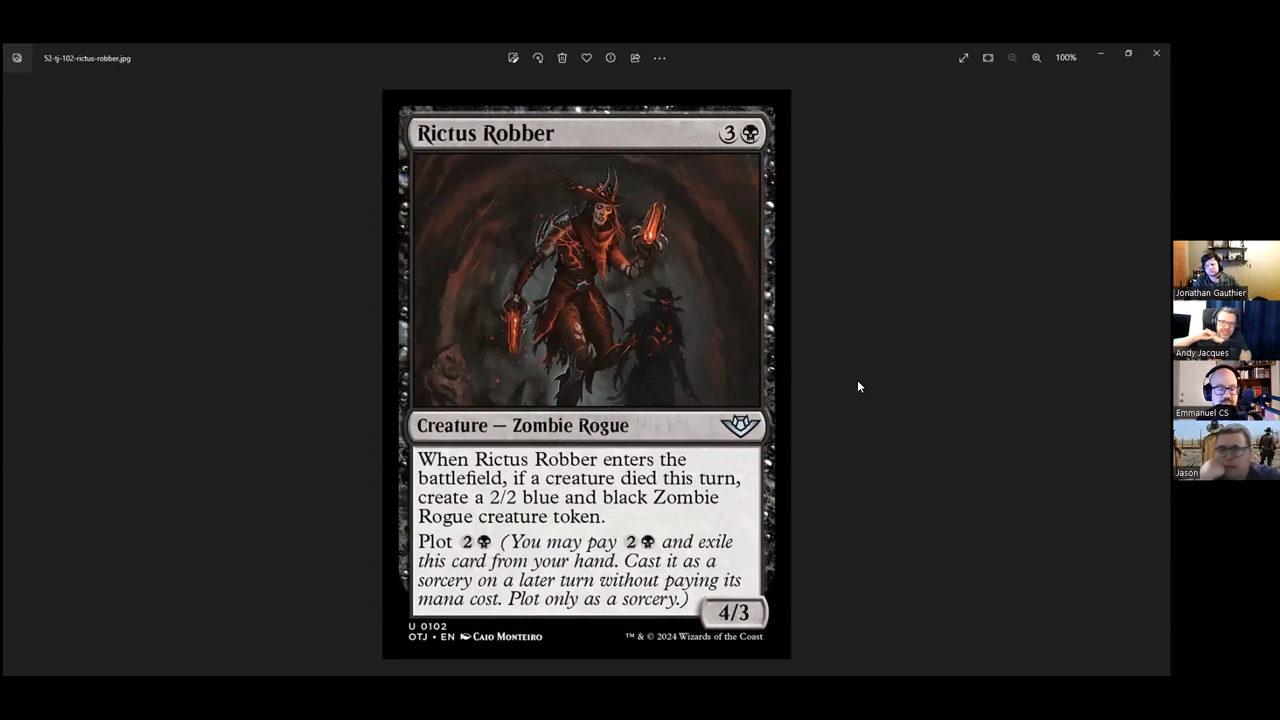 52-tj-102-rictus-robber.jpg
100%
Rictus Robber
3
Creature — Zombie Rogue
When Rictus Robber enters the
battlefield, if a creature died this turn,
create a 2/2 blue and black Zombie
Rogue creature token.
Plot 2 (You may pay 2 and exile
this card from your hand. Cast it as a
sorcery on a later turn without paying its
mana cost. Plot only as a sorcery.)
4/3
U 0102
OTJ • EN Caio Monteiro
™ & © 2024 Wizards of the Coast
Jonathan Gauthier
Andy Jacques
Emmanuel CS
Jason